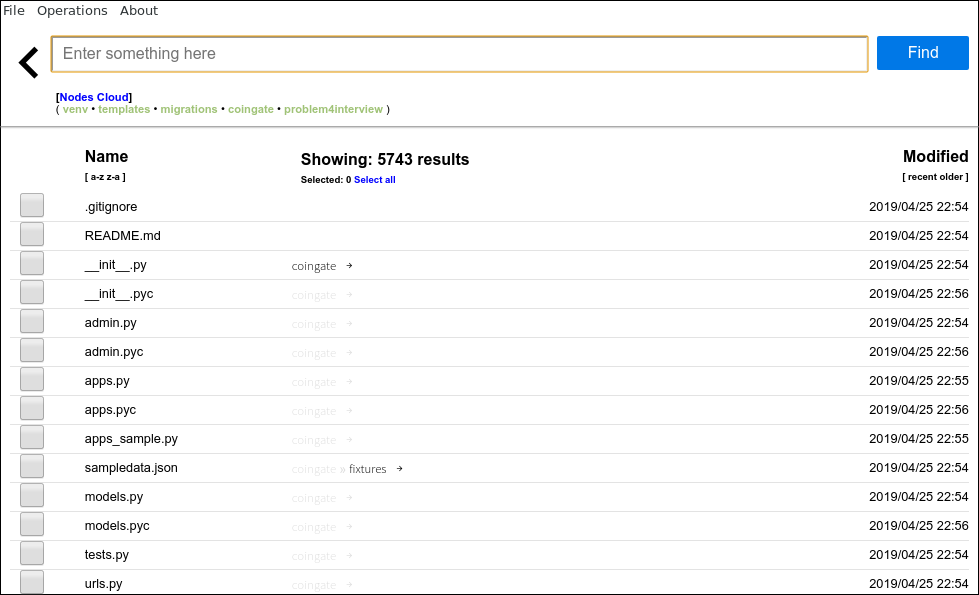 File Operations About
Enter something here
Find
[Nodes Cloud]
( venv • templates • migrations • coingate • problem4interview )
Name Showing: 5743 results Modified
[ a-z z-a ] Selected: 0 Select all [ recent older ]
.gitignore 2019/04/25 22:54
README.md 2019/04/25 22:54
__init__.py coingate → 2019/04/25 22:54
__init__.pyc coingate → 2019/04/25 22:56
admin.py coingate → 2019/04/25 22:54
admin.pyc coingate → 2019/04/25 22:56
apps.py coingate → 2019/04/25 22:55
apps.pyc coingate → 2019/04/25 22:56
apps_sample.py coingate → 2019/04/25 22:55
sampledata.json coingate » fixtures → 2019/04/25 22:54
models.py coingate → 2019/04/25 22:54
models.pyc coingate → 2019/04/25 22:56
tests.py coingate → 2019/04/25 22:54
urls.py coingate → 2019/04/25 22:54